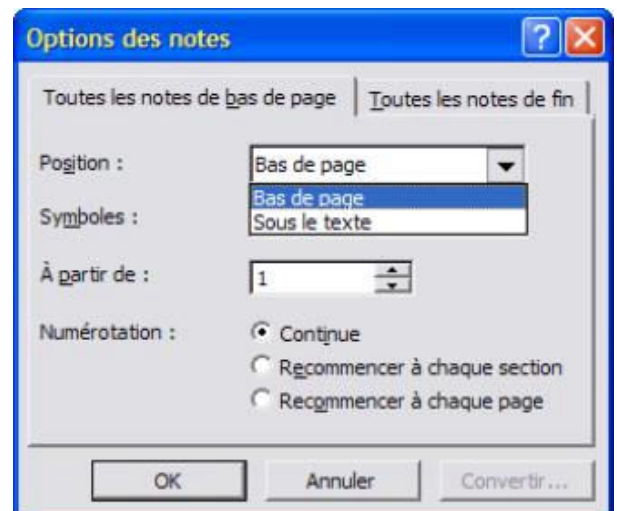 Options des notes
Toutes les notes de bas de page Toutes les notes de fin
Position : Bas de page
Bas de page
Symboles : Sous le texte
À partir de : 1
Numérotation : Continue
Recommencer à chaque section
Recommencer à chaque page
OK Annuler Convertir...